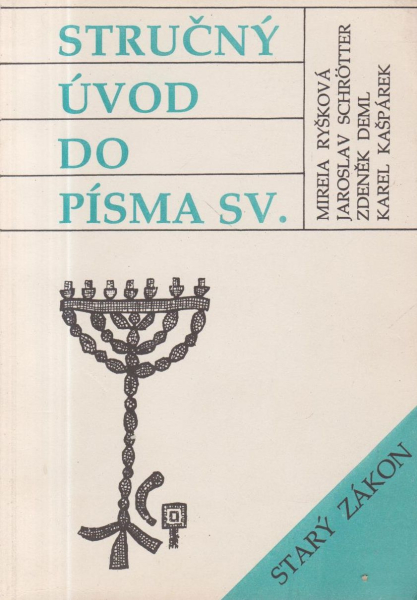 STRUČNÝ
ÚVOD
DO
PÍSMA SV.
MIREIA RYŠKOVÁ
JAROSLAV SCHRÖTTER
ZDENĚK DEML
KAREL KAŠPÁREK
STARÝ ZÁKON